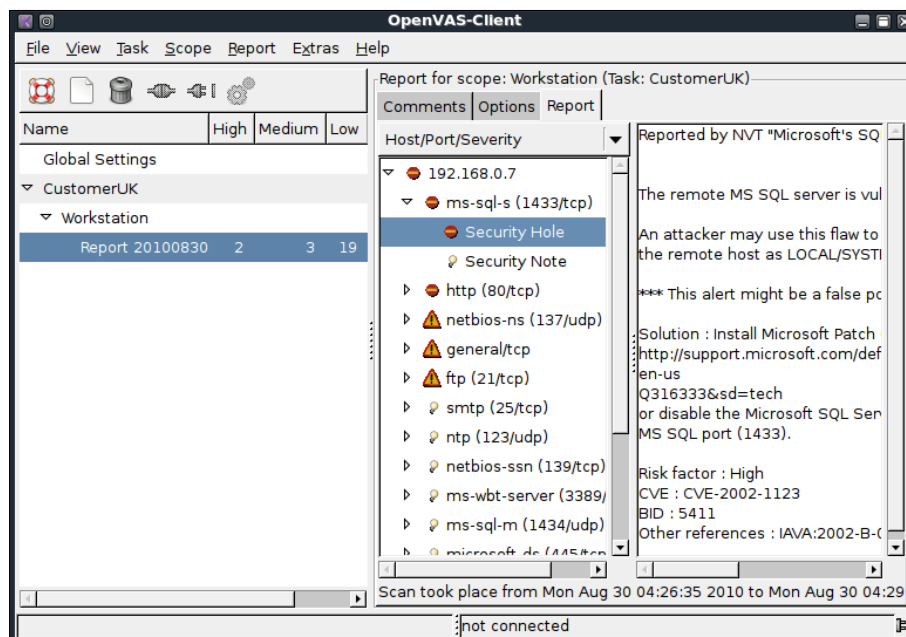 OpenVAS-Client
File View Task Scope Report Extras Help
Report for scope: Workstation (Task: CustomerUK)
Comments Options Report
Name High Medium Low
Global Settings
CustomerUK
Workstation
Report 20100830 2 3 19
Host/Port/Severity
192.168.0.7
ms-sql-s (1433/tcp)
Security Hole
Security Note
http (80/tcp)
netbios-ns (137/udp)
general/tcp
ftp (21/tcp)
smtp (25/tcp)
ntp (123/udp)
netbios-ssn (139/tcp)
ms-wbt-server (3389/
ms-sql-m (1434/udp)
microsoft-ds (445/tcp
Reported by NVT "Microsoft's SQ
The remote MS SQL server is vul
An attacker may use this flaw to
the remote host as LOCAL/SYSTE
*** This alert might be a false po
Solution : Install Microsoft Patch
http://support.microsoft.com/def
en-us
Q316333&sd=tech
or disable the Microsoft SQL Serv
MS SQL port (1433).
Risk factor : High
CVE : CVE-2002-1123
BID : 5411
Other references : IAVA:2002-B-0
Scan took place from Mon Aug 30 04:26:35 2010 to Mon Aug 30 04:29
not connected